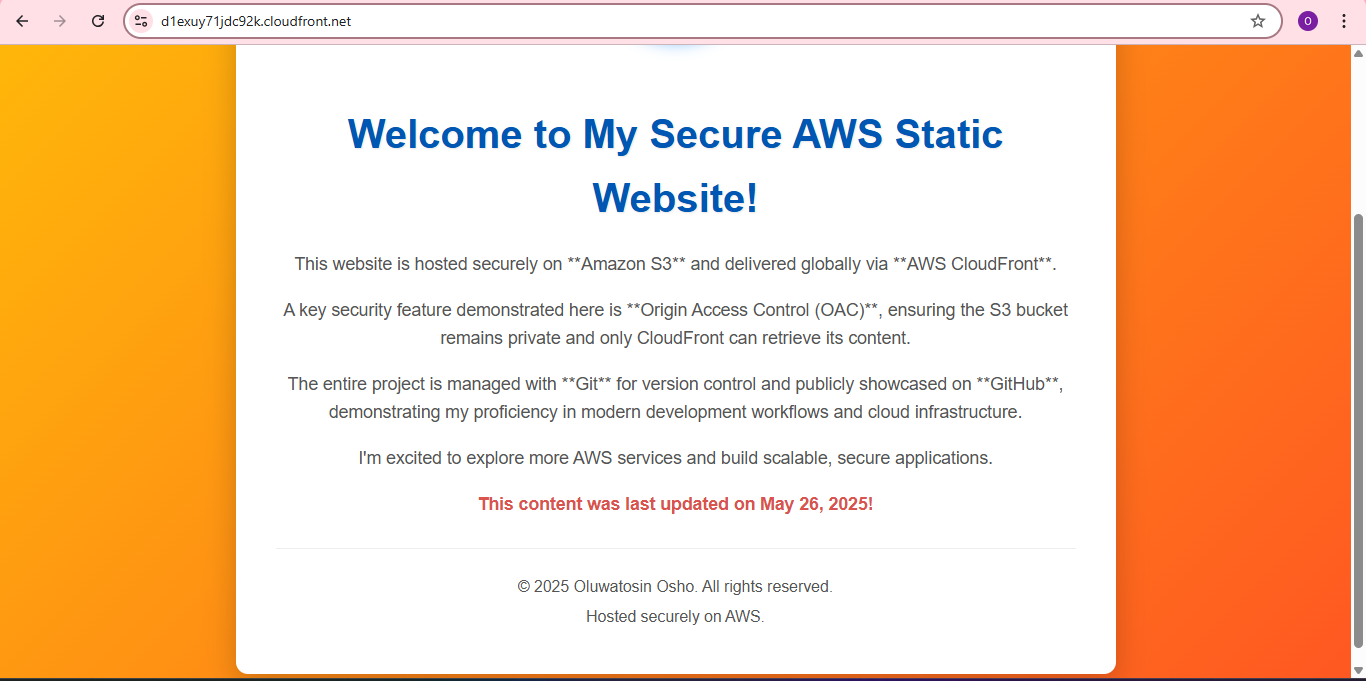 d1exuy71jdc92k.cloudfront.net
O
Welcome to My Secure AWS Static
Website!
This website is hosted securely on **Amazon S3** and delivered globally via **AWS CloudFront**.
A key security feature demonstrated here is **Origin Access Control (OAC)**, ensuring the S3 bucket
remains private and only CloudFront can retrieve its content.
The entire project is managed with **Git** for version control and publicly showcased on **GitHub**,
demonstrating my proficiency in modern development workflows and cloud infrastructure.
I'm excited to explore more AWS services and build scalable, secure applications.
This content was last updated on May 26, 2025!
© 2025 Oluwatosin Osho. All rights reserved.
Hosted securely on AWS.